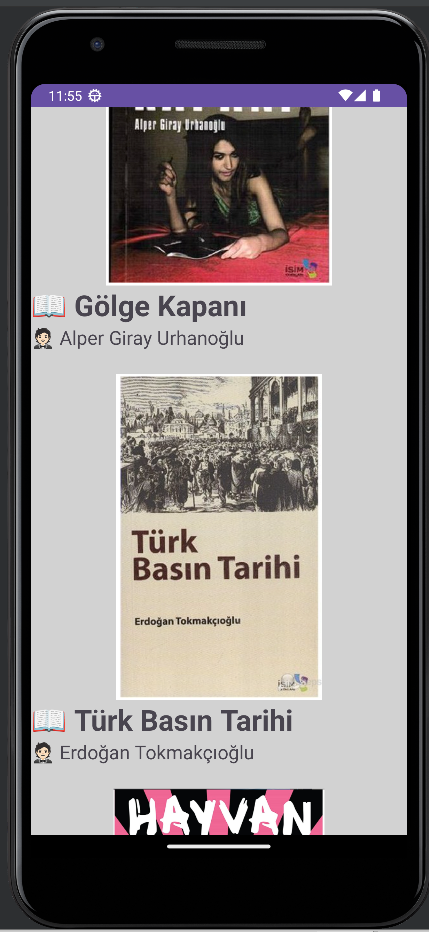 11:55
Alper Giray Urhanoğlu
İSİM
📖 Gölge Kapanı
🤵🏻 Alper Giray Urhanoğlu
Türk
Basın Tarihi
Erdoğan Tokmakçıoğlu
İSİM
📖 Türk Basın Tarihi
🤵🏻 Erdoğan Tokmakçıoğlu
HAYVAN